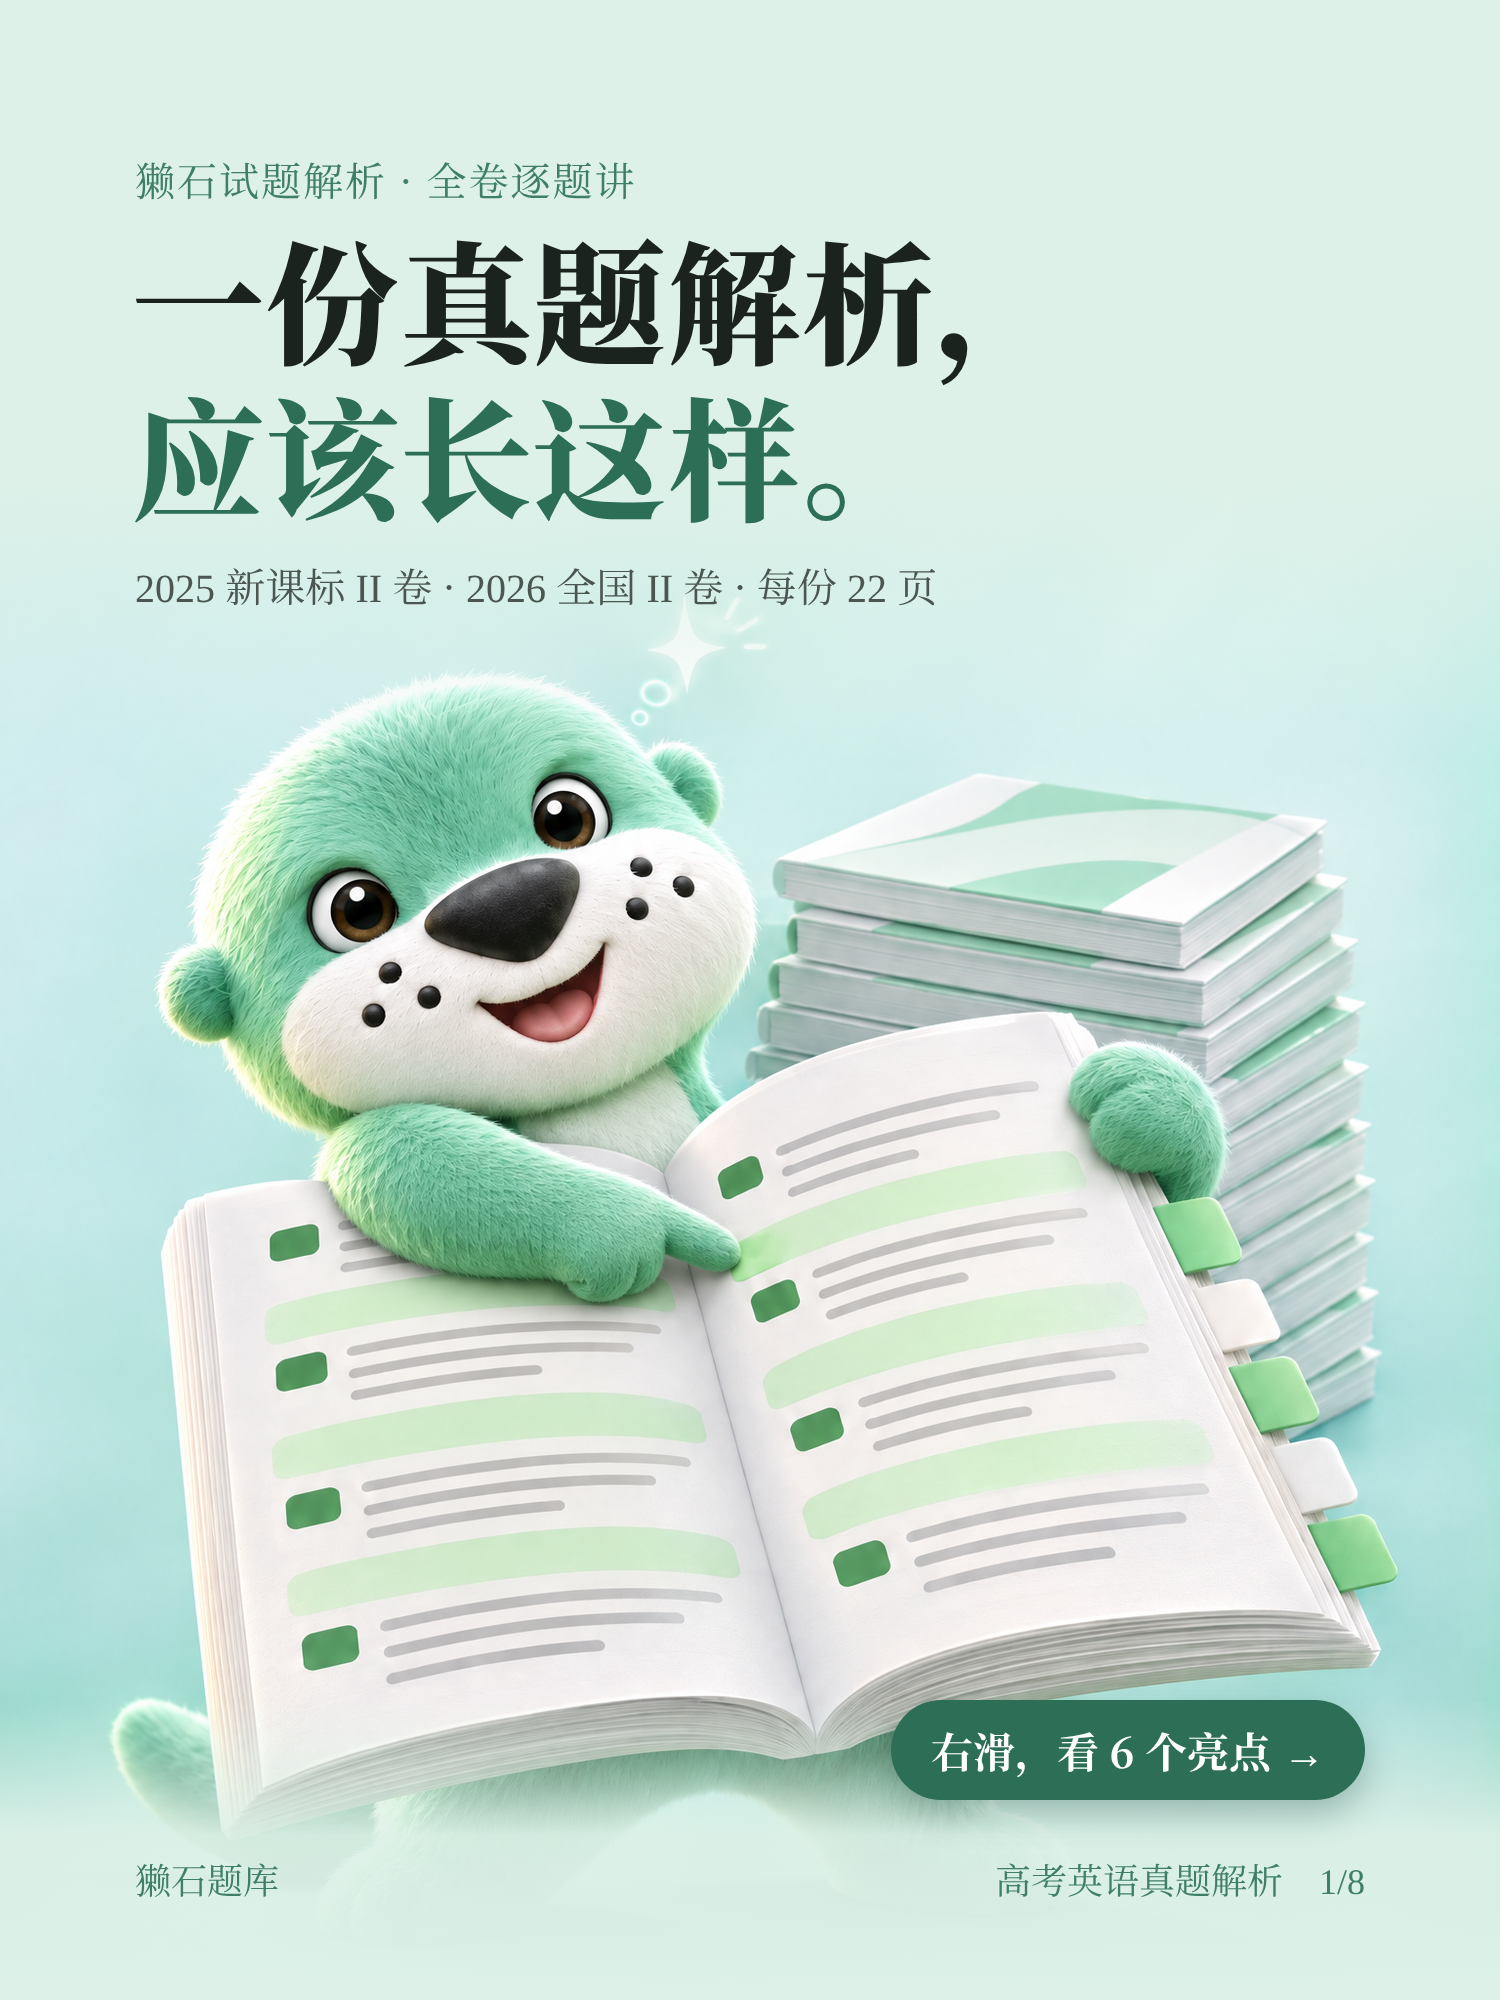 獭石试题解析 · 全卷逐题讲
一份真题解析，
应该长这样。
2025 新课标 II 卷 · 2026 全国 II 卷 · 每份 22 页
右滑，看 6 个亮点 →
獭石题库
高考英语真题解析 1/8